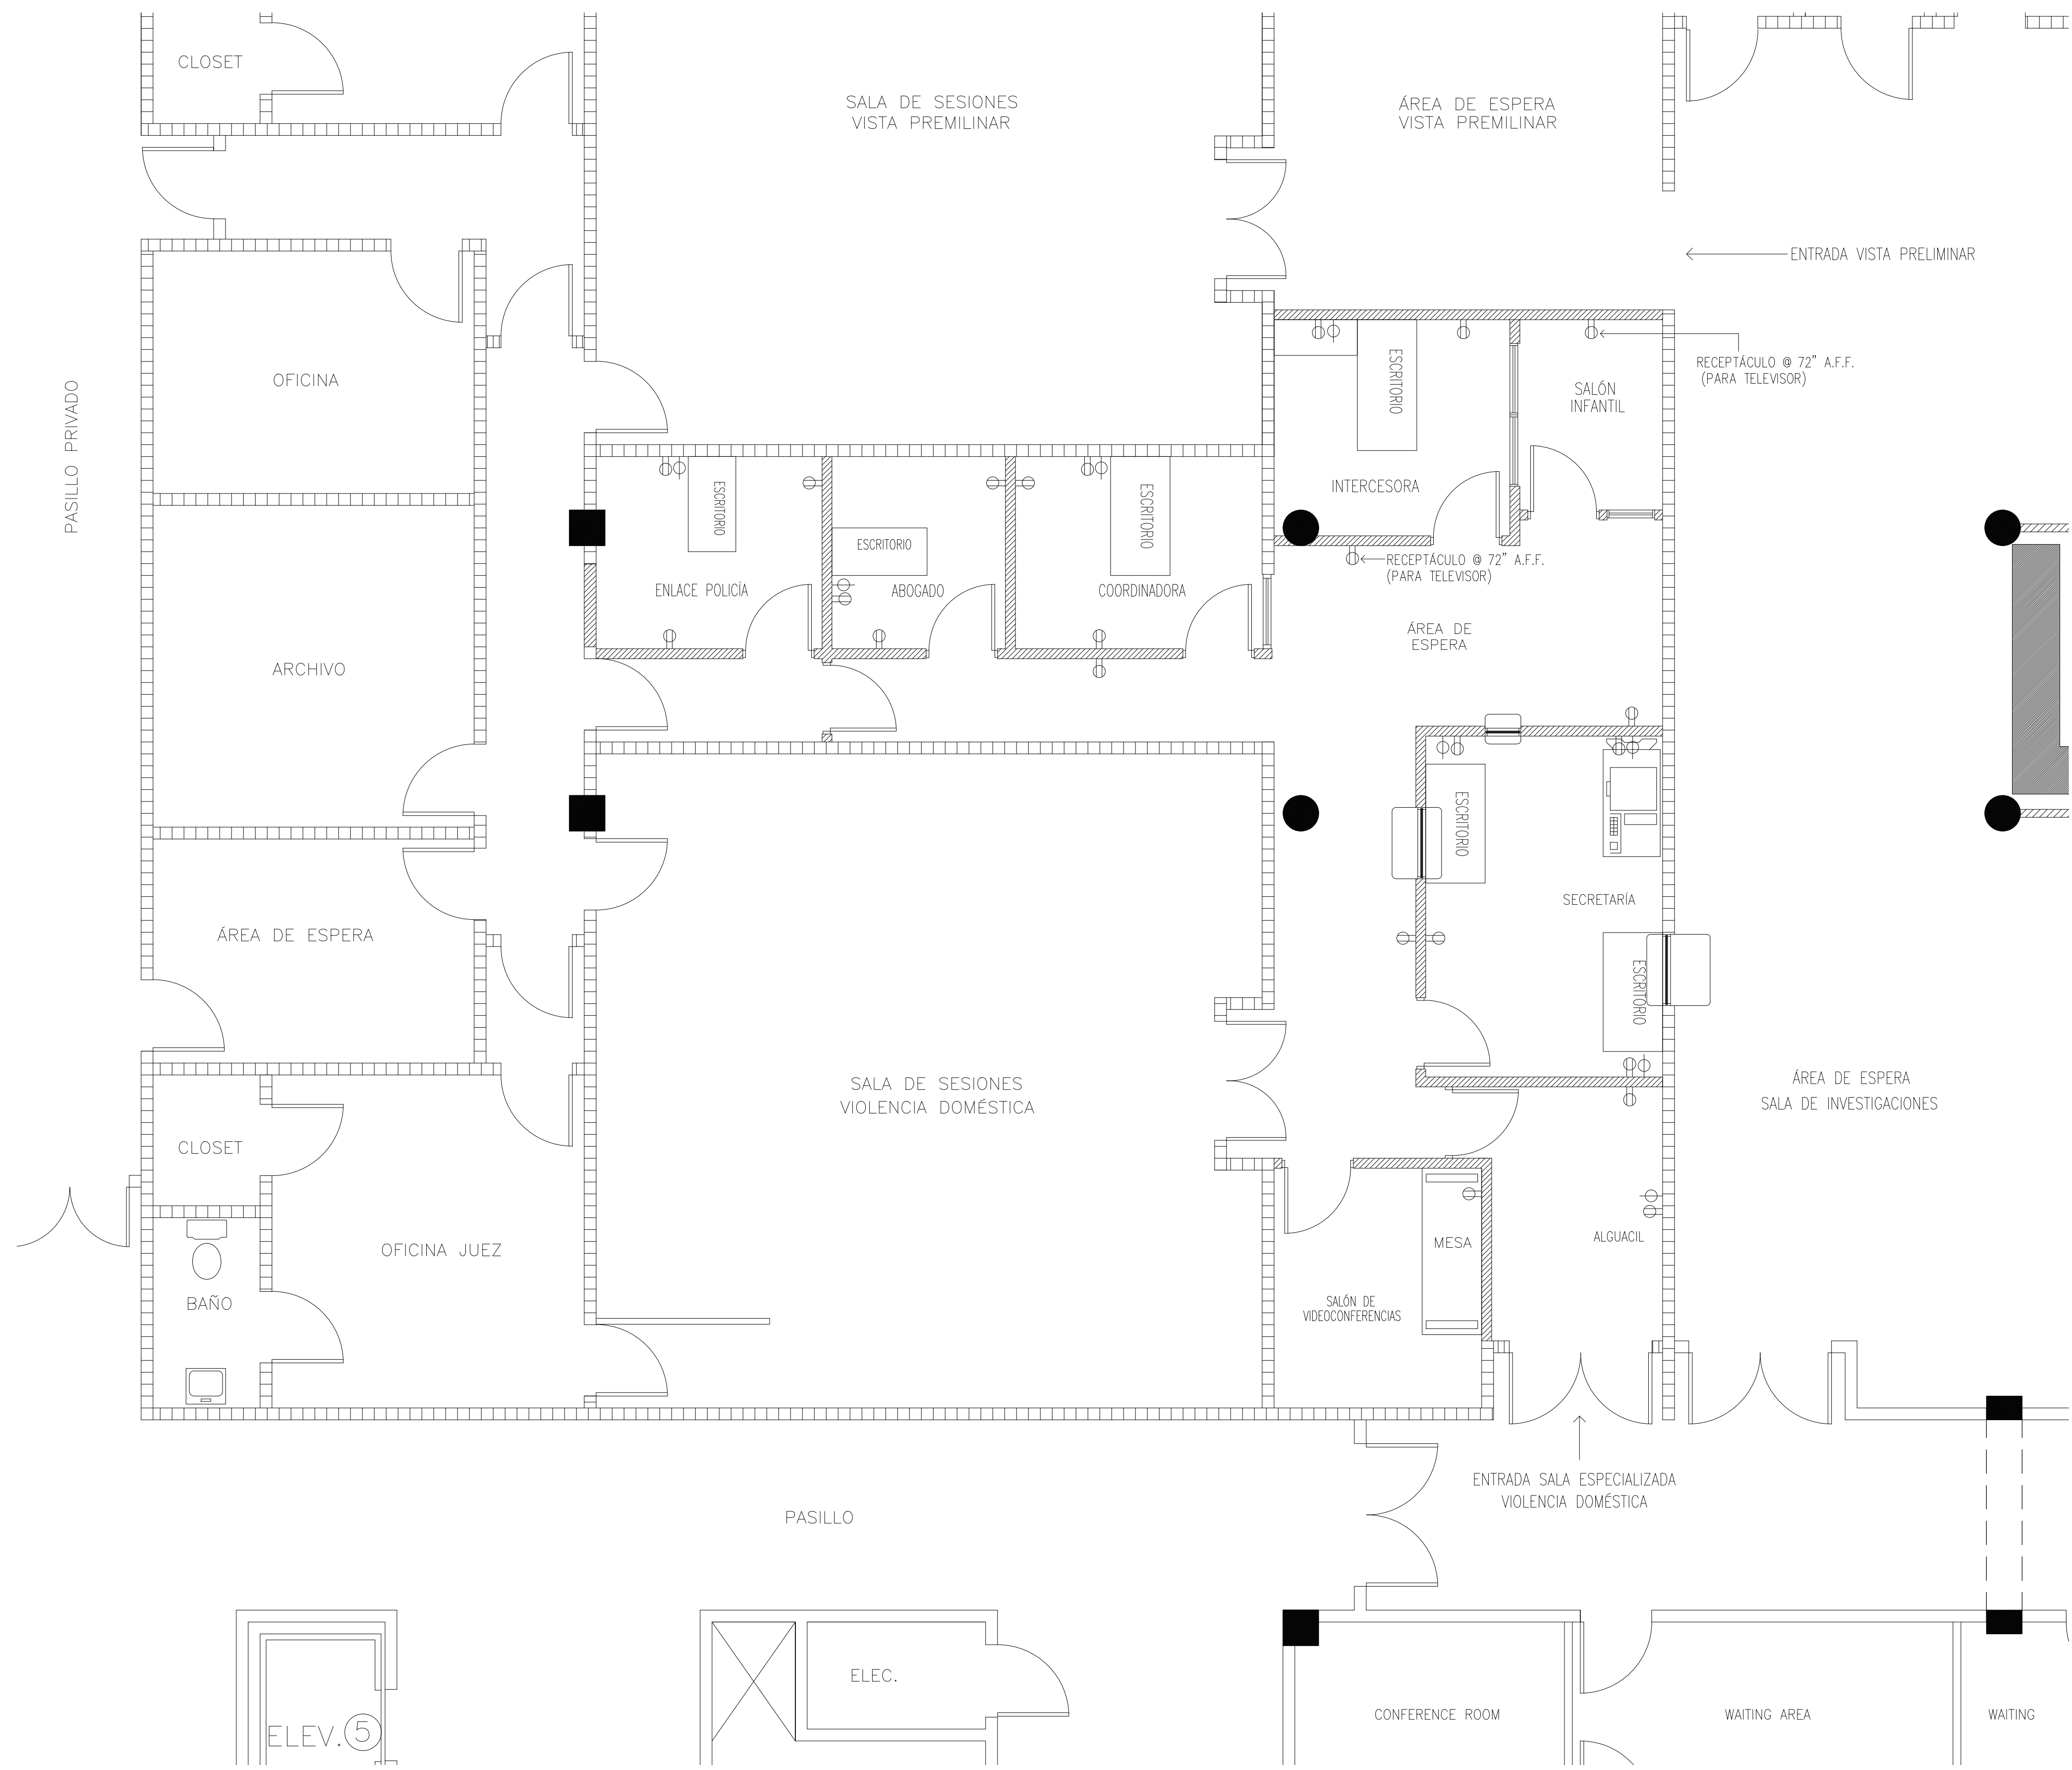 CLOSET
SALA DE SESIONES
VISTA PREMILINAR
ÁREA DE ESPERA
VISTA PREMILINAR
ENTRADA VISTA PRELIMINAR
RECEPTÁCULO @ 72" A.F.F.
(PARA TELEVISOR)
PASILLO PRIVADO
OFICINA
ESCRITORIO
SALÓN
INFANTIL
INTERCESORA
ESCRITORIO
ESCRITORIO
ESCRITORIO
ENLACE POLICÍA
ABOGADO
COORDINADORA
RECEPTÁCULO @ 72" A.F.F.
(PARA TELEVISOR)
ÁREA DE
ESPERA
ARCHIVO
ESCRITORIO
SECRETARÍA
ÁREA DE ESPERA
ESCRITORIO
SALA DE SESIONES
VIOLENCIA DOMÉSTICA
ÁREA DE ESPERA
SALA DE INVESTIGACIONES
CLOSET
OFICINA JUEZ
MESA
ALGUACIL
BAÑO
SALÓN DE
VIDEOCONFERENCIAS
ENTRADA SALA ESPECIALIZADA
VIOLENCIA DOMÉSTICA
PASILLO
ELEC.
ELEV. 5
CONFERENCE ROOM
WAITING AREA
WAITING